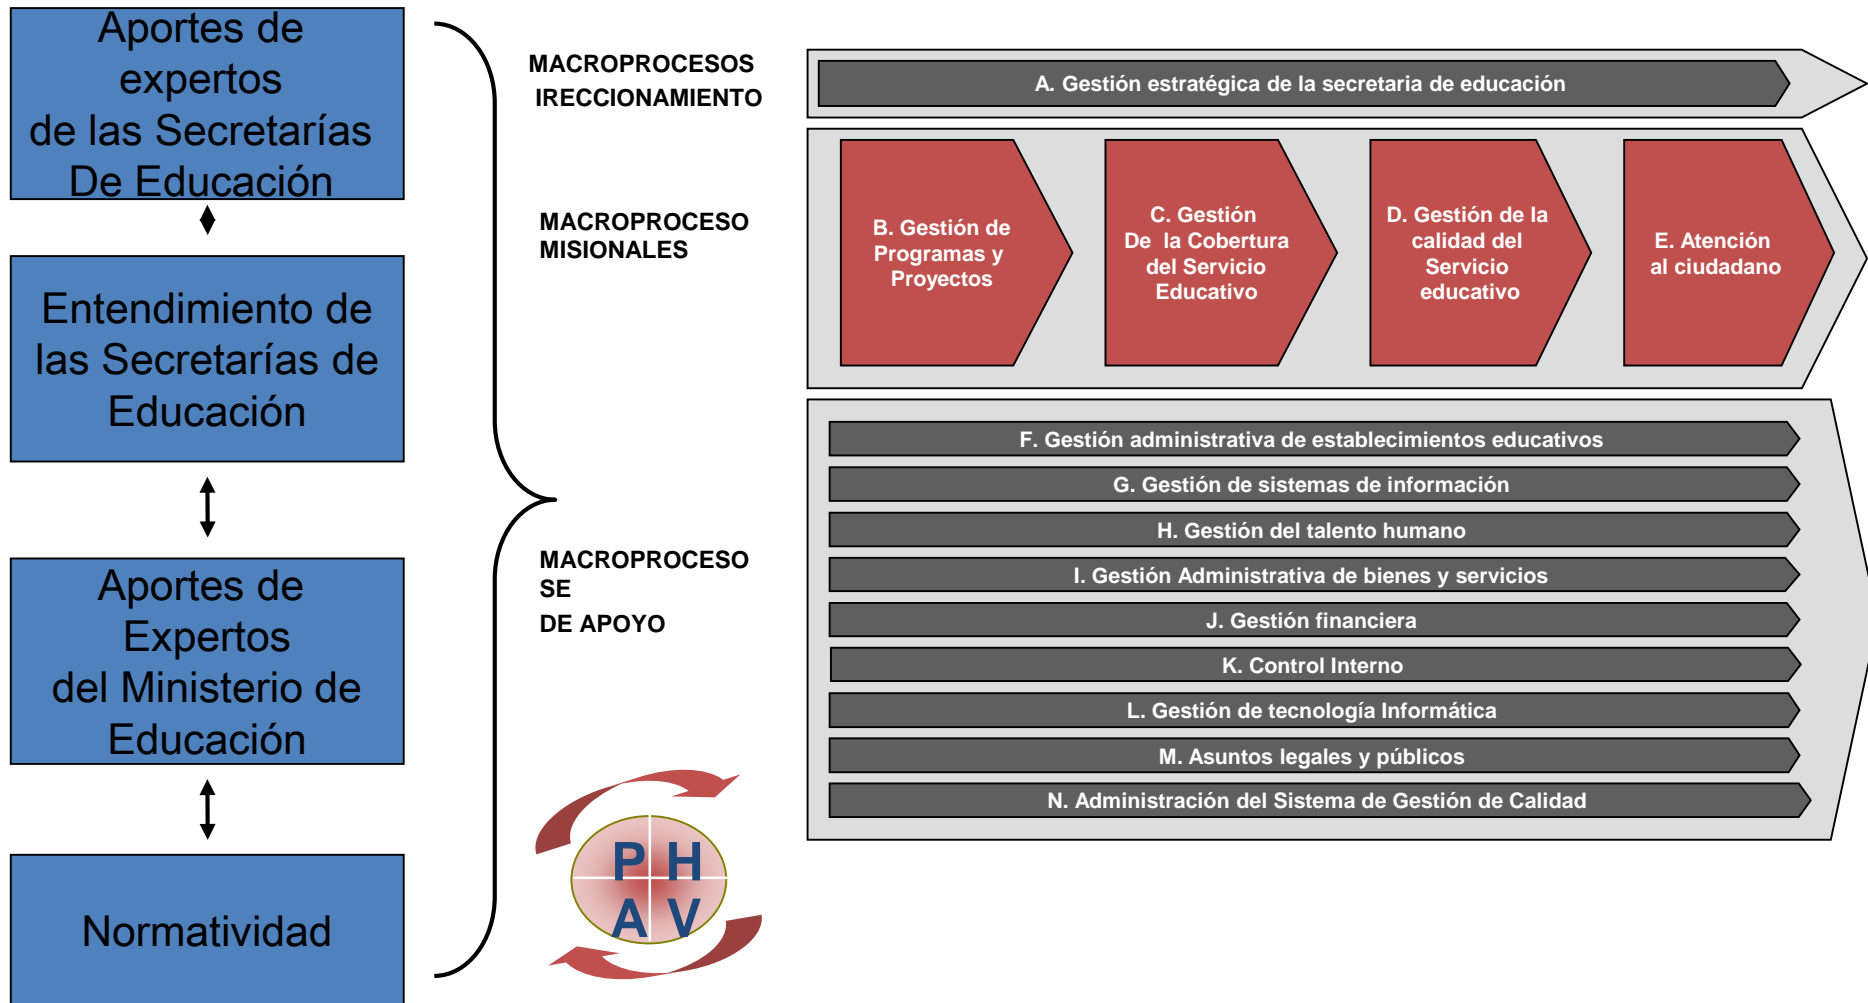 Aportes de
expertos
de las Secretarías
De Educación
Entendimiento de
las Secretarías de
Educación
Aportes de
Expertos
del Ministerio de
Educación
Normatividad
MACROPROCESOS
IRECCIONAMIENTO
A. Gestión estratégica de la secretaria de educación
MACROPROCESO
MISIONALES
B. Gestión de
Programas y
Proyectos
C. Gestión
De la Cobertura
del Servicio
Educativo
D. Gestión de la
calidad del
Servicio
educativo
E. Atención
al ciudadano
MACROPROCESO
SE
DE APOYO
F. Gestión administrativa de establecimientos educativos
G. Gestión de sistemas de información
H. Gestión del talento humano
I. Gestión Administrativa de bienes y servicios
J. Gestión financiera
K. Control Interno
L. Gestión de tecnología Informática
M. Asuntos legales y públicos
N. Administración del Sistema de Gestión de Calidad
P H
A V